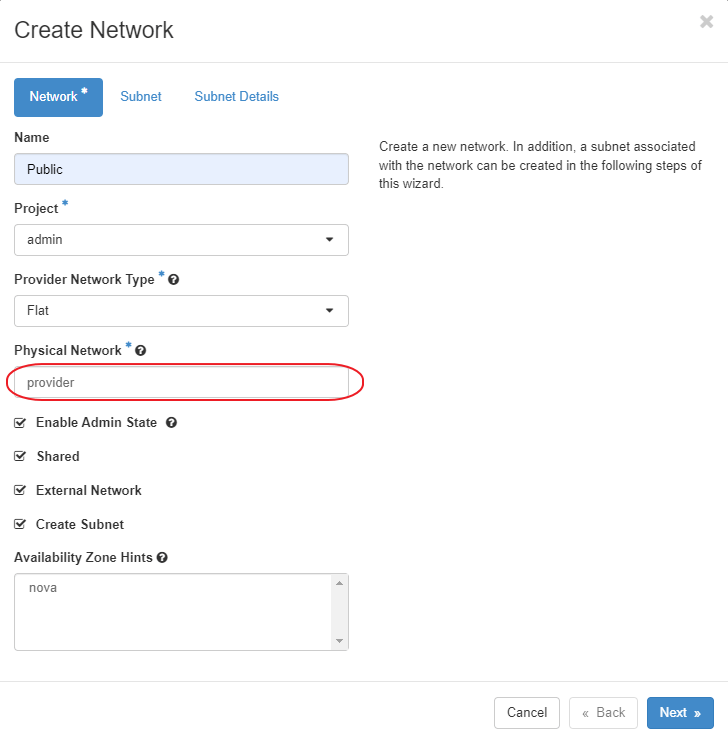 Create Network
×
Network *
Subnet
Subnet Details
Name
Public
Create a new network. In addition, a subnet associated
with the network can be created in the following steps of
this wizard.
Project *
admin
Provider Network Type * ?
Flat
Physical Network * ?
provider
Enable Admin State ?
Shared
External Network
Create Subnet
Availability Zone Hints ?
nova
Cancel
« Back
Next »